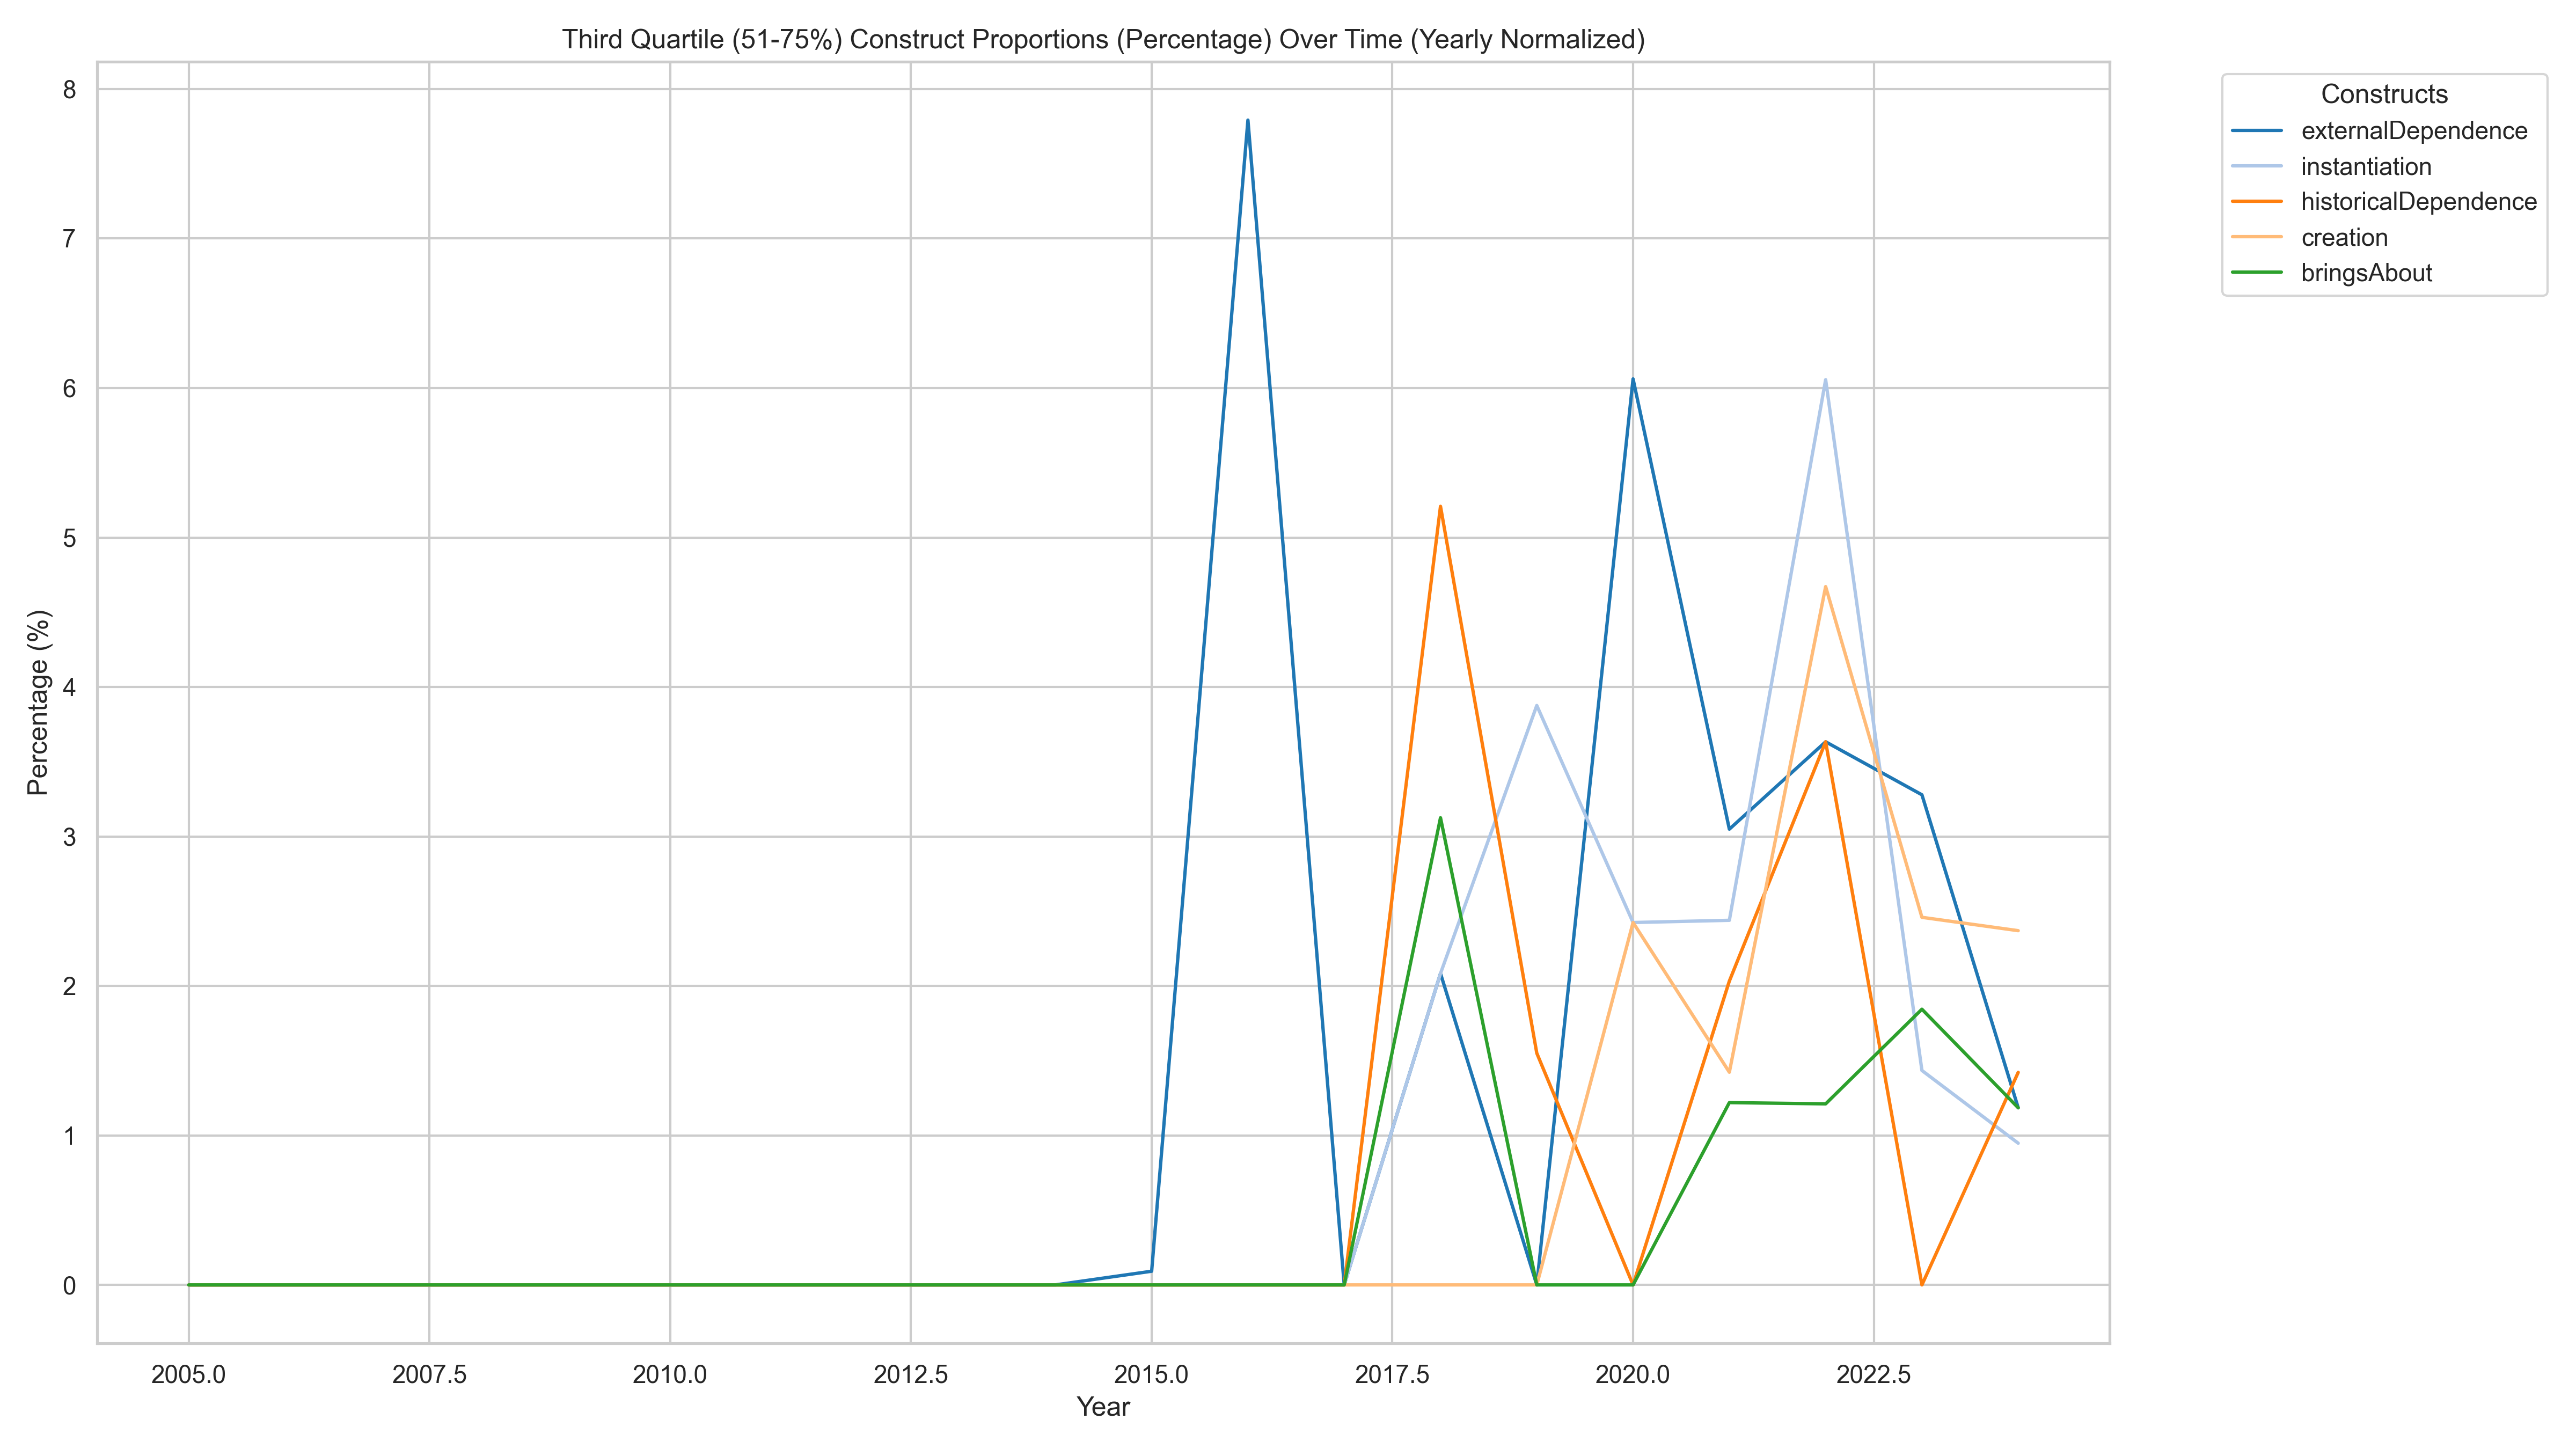 Third Quartile (51-75%) Construct Proportions (Percentage) Over Time (Yearly Normalized)
Constructs
externalDependence
instantiation
historicalDependence
creation
bringsAbout
Percentage (%)
8
7
6
5
4
3
2
1
0
2005.0 2007.5 2010.0 2012.5 2015.0 2017.5 2020.0 2022.5
Year